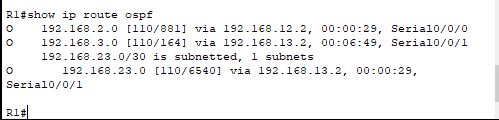 R1#show ip route ospf
O    192.168.2.0 [110/881] via 192.168.12.2, 00:00:29, Serial0/0/0
O    192.168.3.0 [110/164] via 192.168.13.2, 00:06:49, Serial0/0/1
     192.168.23.0/30 is subnetted, 1 subnets
O       192.168.23.0 [110/6540] via 192.168.13.2, 00:00:29,
Serial0/0/1
R1#